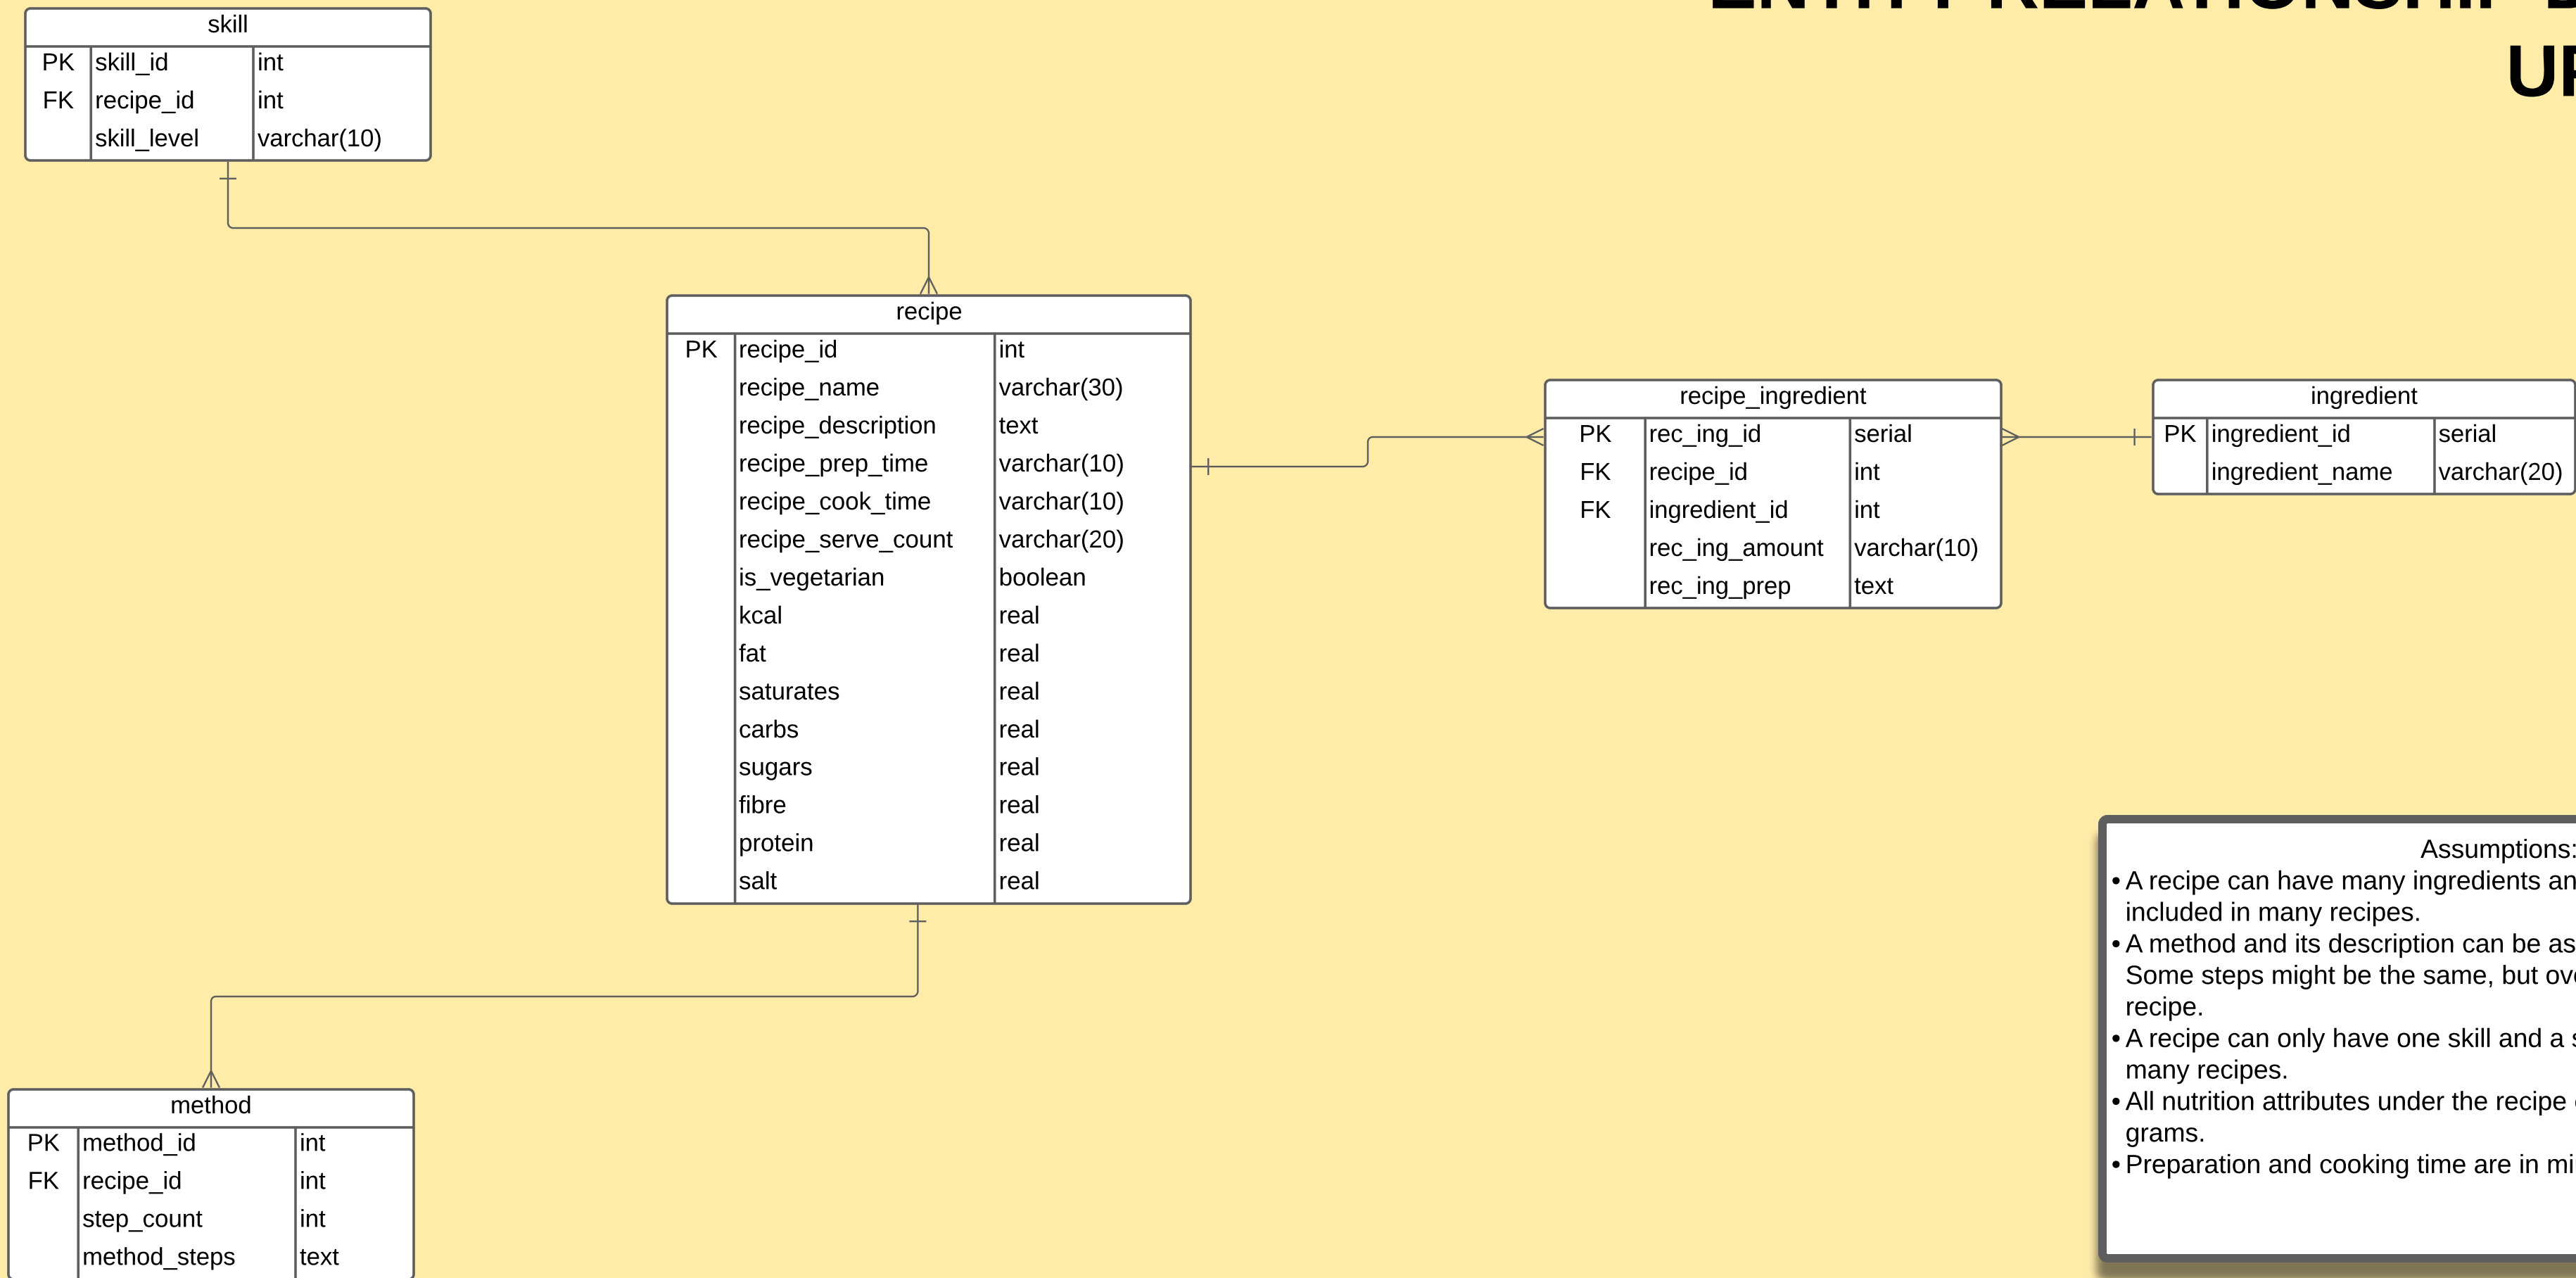 ENTITY RELATIONSHIP
skill
PK skill_id int
FK recipe_id int
skill_level varchar(10)
recipe
PK recipe_id int
recipe_name varchar(30)
recipe_description text
recipe_prep_time varchar(10)
recipe_cook_time varchar(10)
recipe_serve_count varchar(20)
is_vegetarian boolean
kcal real
fat real
saturates real
carbs real
sugars real
fibre real
protein real
salt real
recipe_ingredient
PK rec_ing_id serial
FK recipe_id int
FK ingredient_id int
rec_ing_amount varchar(10)
rec_ing_prep text
ingredient
PK ingredient_id serial
ingredient_name varchar(20)
method
PK method_id int
FK recipe_id int
step_count int
method_steps text
Assumptions:
• A recipe can have many ingredients
included in many recipes.
• A method and its description can be
Some steps might be the same, but
recipe.
• A recipe can only have one skill and a
many recipes.
• All nutrition attributes under the recipe
grams.
• Preparation and cooking time are in